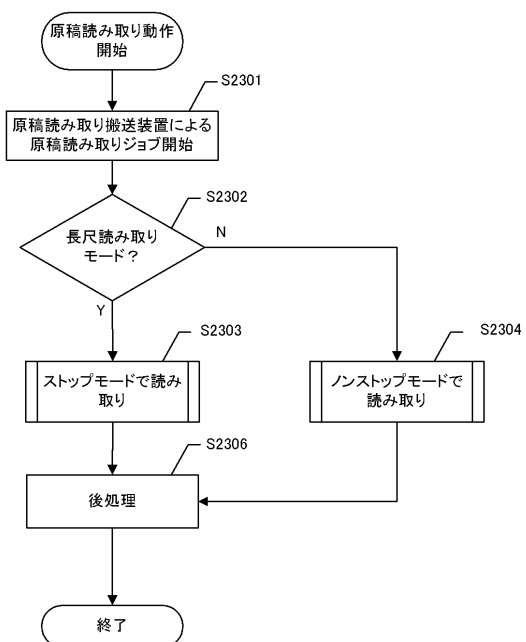 原稿読み取り動作
開始
S2301
原稿読み取り搬送装置による
原稿読み取りジョブ開始
S2302
長尺読み取り
モード？
N
Y
S2303
S2304
ストップモードで読み
取り
ノンストップモードで
読み取り
S2306
後処理
終了